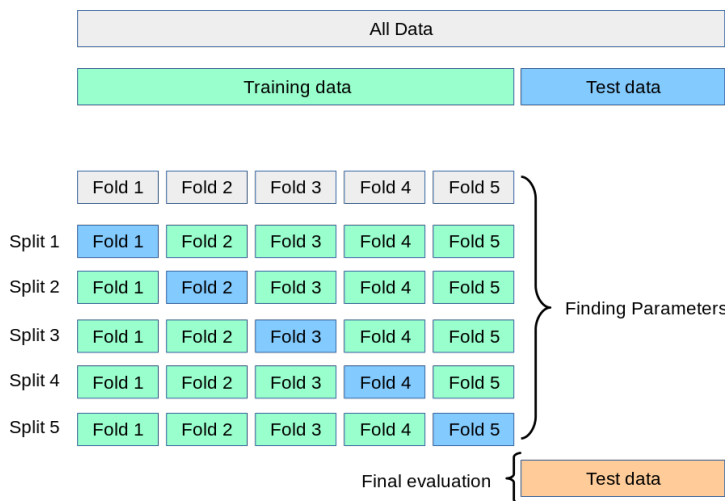 All Data
Training data Test data
Fold 1 Fold 2 Fold 3 Fold 4 Fold 5
Split 1 Fold 1 Fold 2 Fold 3 Fold 4 Fold 5
Split 2 Fold 1 Fold 2 Fold 3 Fold 4 Fold 5
Finding Parameters
Split 3 Fold 1 Fold 2 Fold 3 Fold 4 Fold 5
Split 4 Fold 1 Fold 2 Fold 3 Fold 4 Fold 5
Split 5 Fold 1 Fold 2 Fold 3 Fold 4 Fold 5
Final evaluation Test data